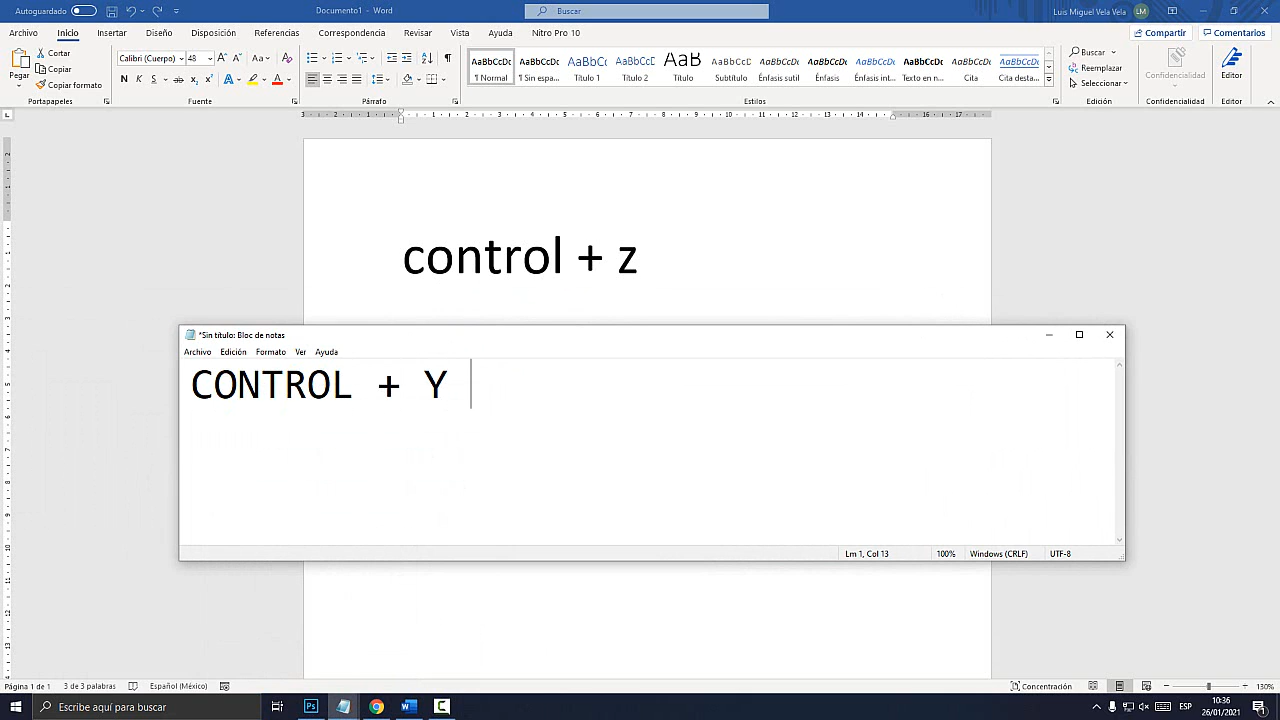 Autoguardado
Documento1 - Word
Buscar
Luis Miguel Vela Vela
LM
Archivo Inicio Insertar Diseño Disposición Referencias Correspondencia Revisar Vista Ayuda Nitro Pro 10
Compartir Comentarios
Pegar
Cortar
Copiar
Copiar formato
Portapapeles
Calibri (Cuerpo) 48
Fuente
Párrafo
AaBbCcDc AaBbCcDc AaBbC( AaBbCcC AaB AaBbCcC AaBbCcDc AaBbCcDc AaBbCcDc AaBbCcDc AaBbCcDc AaBbCcDc
1 Normal 1 Sin espa... Título 1 Título 2 Título Subtítulo Énfasis sutil Énfasis Énfasis int... Texto en n... Cita Cita desta...
Estilos
Buscar
Reemplazar
Seleccionar
Edición
Confidencialidad
Confidencialidad
Editor
Editor
control + z
*Sin título: Bloc de notas
Archivo Edición Formato Ver Ayuda
CONTROL + Y
Lm 1, Col 13 100% Windows (CRLF) UTF-8
Página 1 de 1 3 de 3 palabras Español (México) Concentración 130%
Escribe aquí para buscar
ESP
10:36
26/01/2021